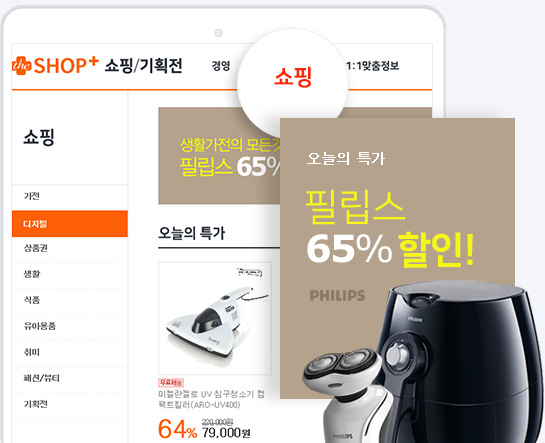 the SHOP+ 쇼핑/기획전
경영
쇼핑
1:1맞춤정보
쇼핑
가전
디지털
상품권
생활
식품
유아용품
취미
패션/뷰티
기획전
생활가전의 모든것
필립스 65%
오늘의 특가
무료배송
미켈란젤로 UV 침구청소기 컴
팩트킬러(ARO-UV400)
220,000원
64% 79,000원
오늘의 특가
필립스
65% 할인!
PHILIPS
PHILIPS
PHILIPS